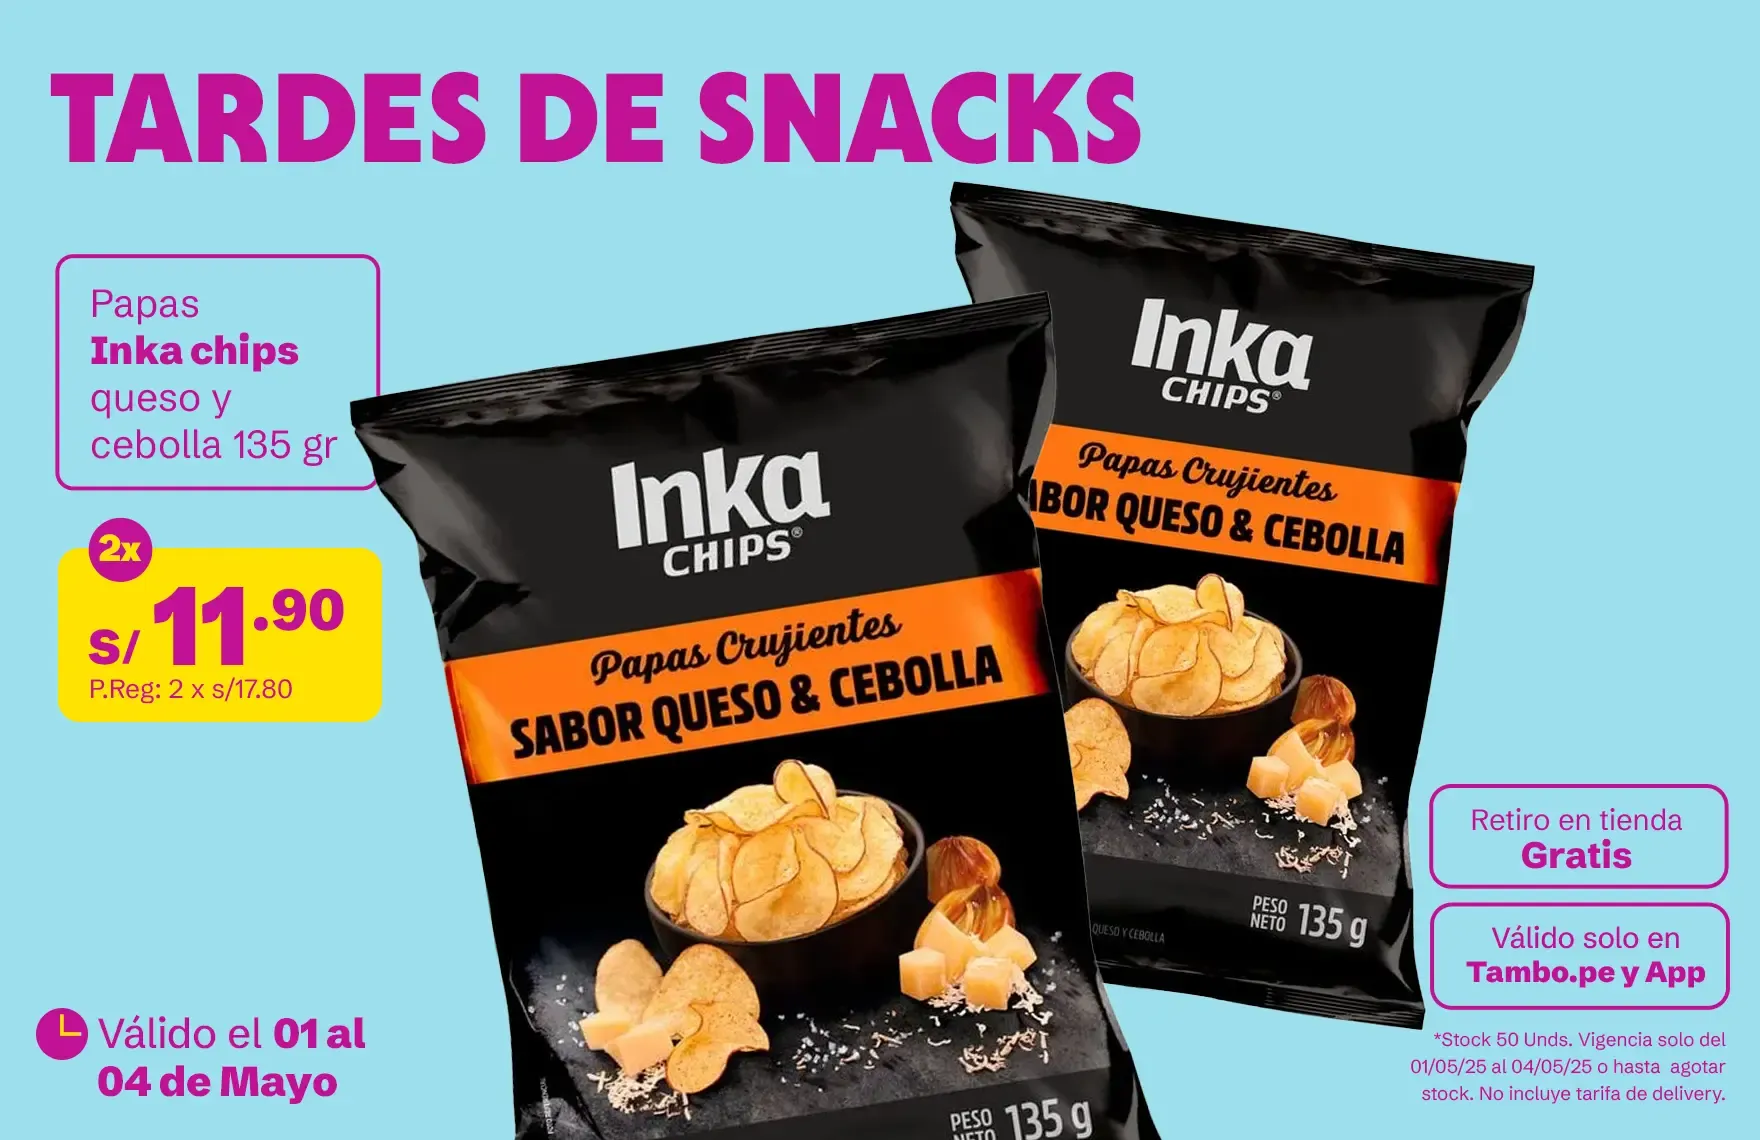 TARDES DE SNACKS
Papas
Inka chips
queso y
cebolla 135 gr
2x
S/ 11.90
P.Reg: 2 x s/17.80
Válido el 01 al
04 de Mayo
Inka
CHIPS®
Papas Crujientes
SABOR QUESO & CEBOLLA
PESO
NETO
135 g
Inka
CHIPS®
Papas Crujientes
ABOR QUESO & CEBOLLA
PESO
NETO
135 g
QUESO Y CEBOLLA
Retiro en tienda
Gratis
Válido solo en
Tambo.pe y App
*Stock 50 Unds. Vigencia solo del
01/05/25 al 04/05/25 o hasta agotar
stock. No incluye tarifa de delivery.